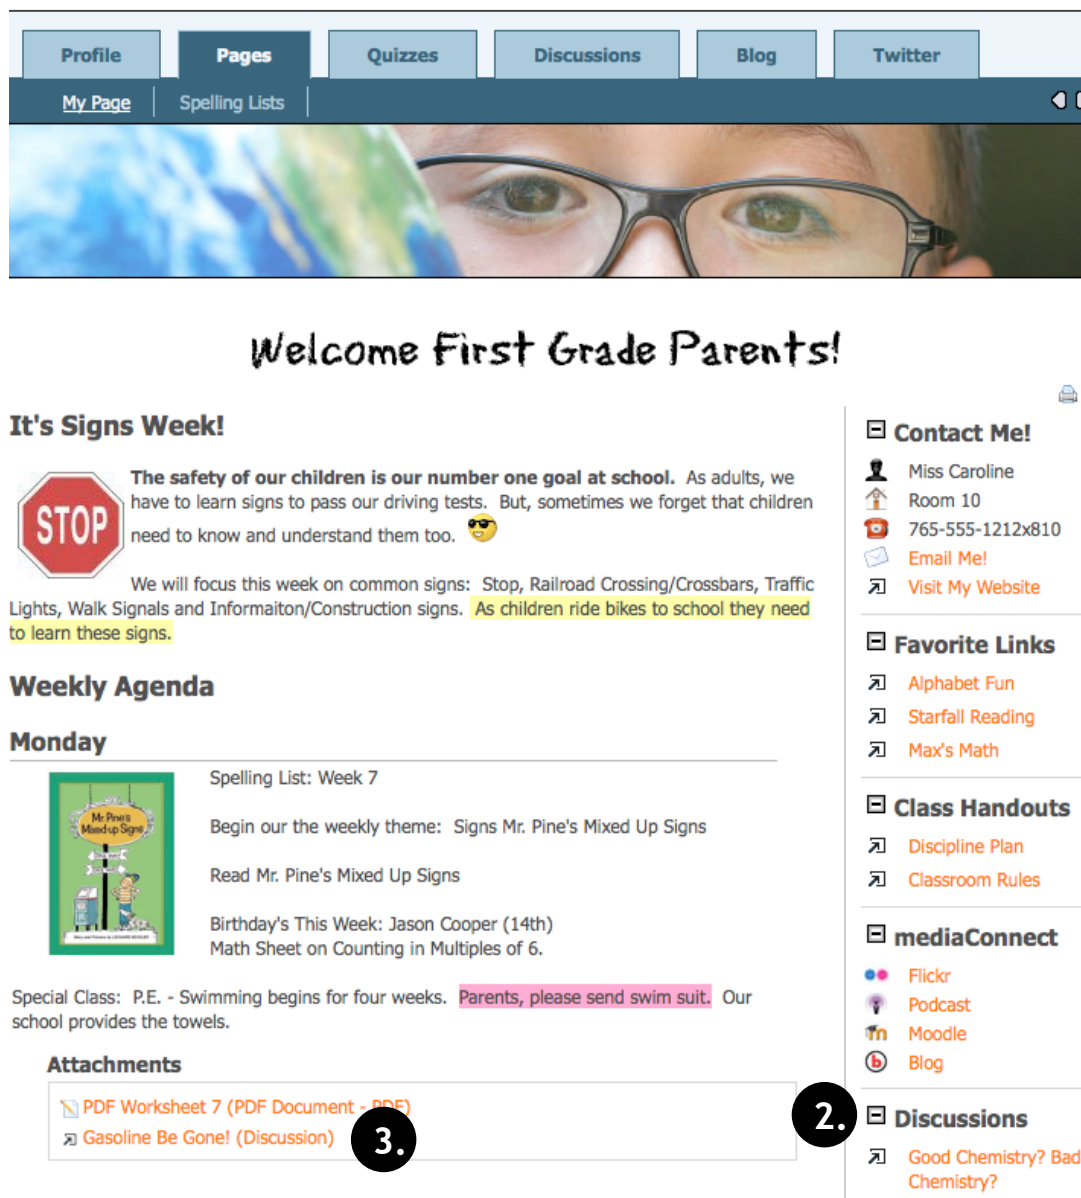 Profile
Pages
Quizzes
Discussions
Blog
Twitter
My Page
Spelling Lists
Welcome First Grade Parents!
It's Signs Week!
STOP
The safety of our children is our number one goal at school. As adults, we
have to learn signs to pass our driving tests. But, sometimes we forget that children
need to know and understand them too.
We will focus this week on common signs: Stop, Railroad Crossing/Crossbars, Traffic
Lights, Walk Signals and Informaiton/Construction signs. As children ride bikes to school they need
to learn these signs.
Weekly Agenda
Monday
Mr. Pine's
Mixed-up Signs
Spelling List: Week 7
Begin our the weekly theme: Signs Mr. Pine's Mixed Up Signs
Read Mr. Pine's Mixed Up Signs
Birthday's This Week: Jason Cooper (14th)
Math Sheet on Counting in Multiples of 6.
Special Class: P.E. - Swimming begins for four weeks. Parents, please send swim suit. Our
school provides the towels.
Attachments
PDF Worksheet 7 (PDF Document - PDF)
Gasoline Be Gone! (Discussion)
3.
Contact Me!
Miss Caroline
Room 10
765-555-1212x810
Email Me!
Visit My Website
Favorite Links
Alphabet Fun
Starfall Reading
Max's Math
Class Handouts
Discipline Plan
Classroom Rules
mediaConnect
Flickr
Podcast
Moodle
Blog
2.
Discussions
Good Chemistry? Bad
Chemistry?